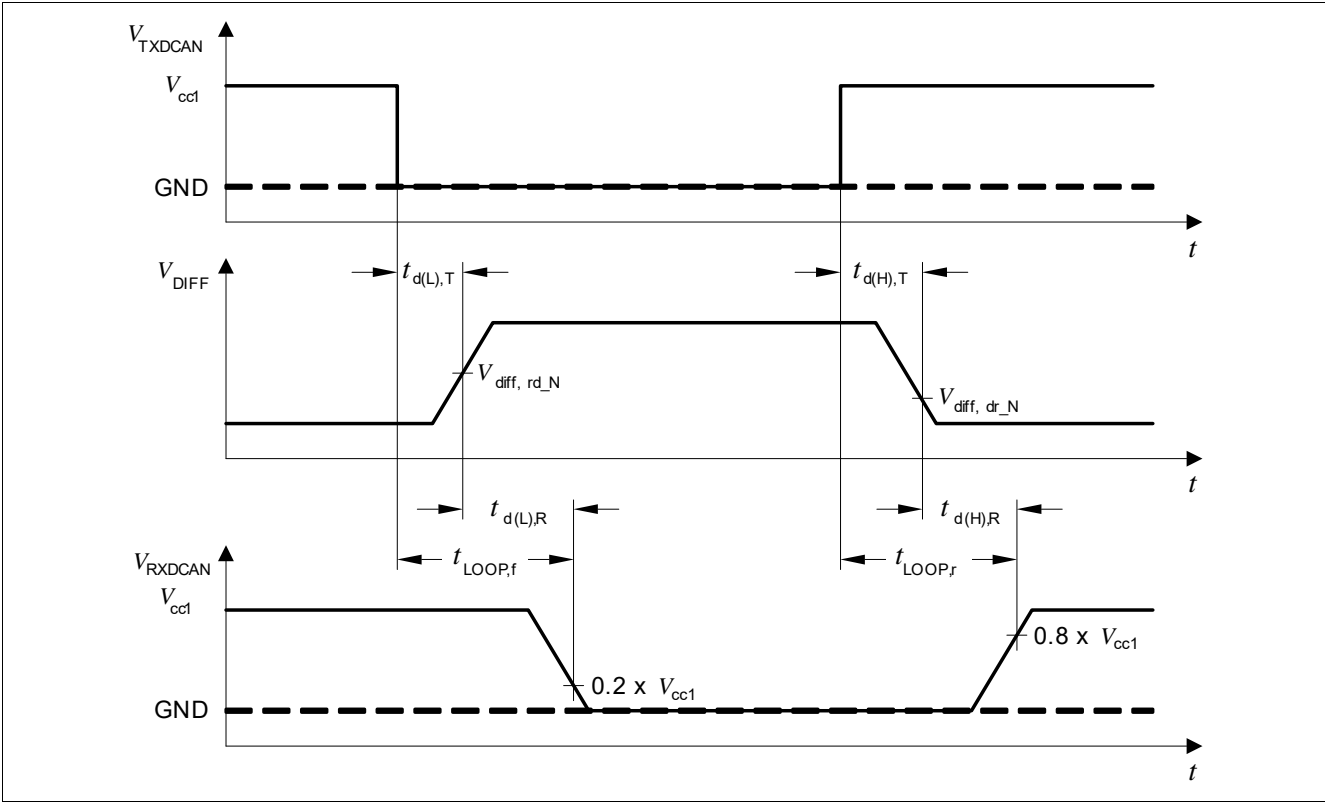 V_TXDCAN
V_cc1
GND
t
V_DIFF
t_d(L),T
t_d(H),T
V_diff, rd_N
V_diff, dr_N
t
t_d(L),R
t_d(H),R
t_LOOP,f
t_LOOP,r
V_RXDCAN
V_cc1
0.8 x V_cc1
0.2 x V_cc1
GND
t